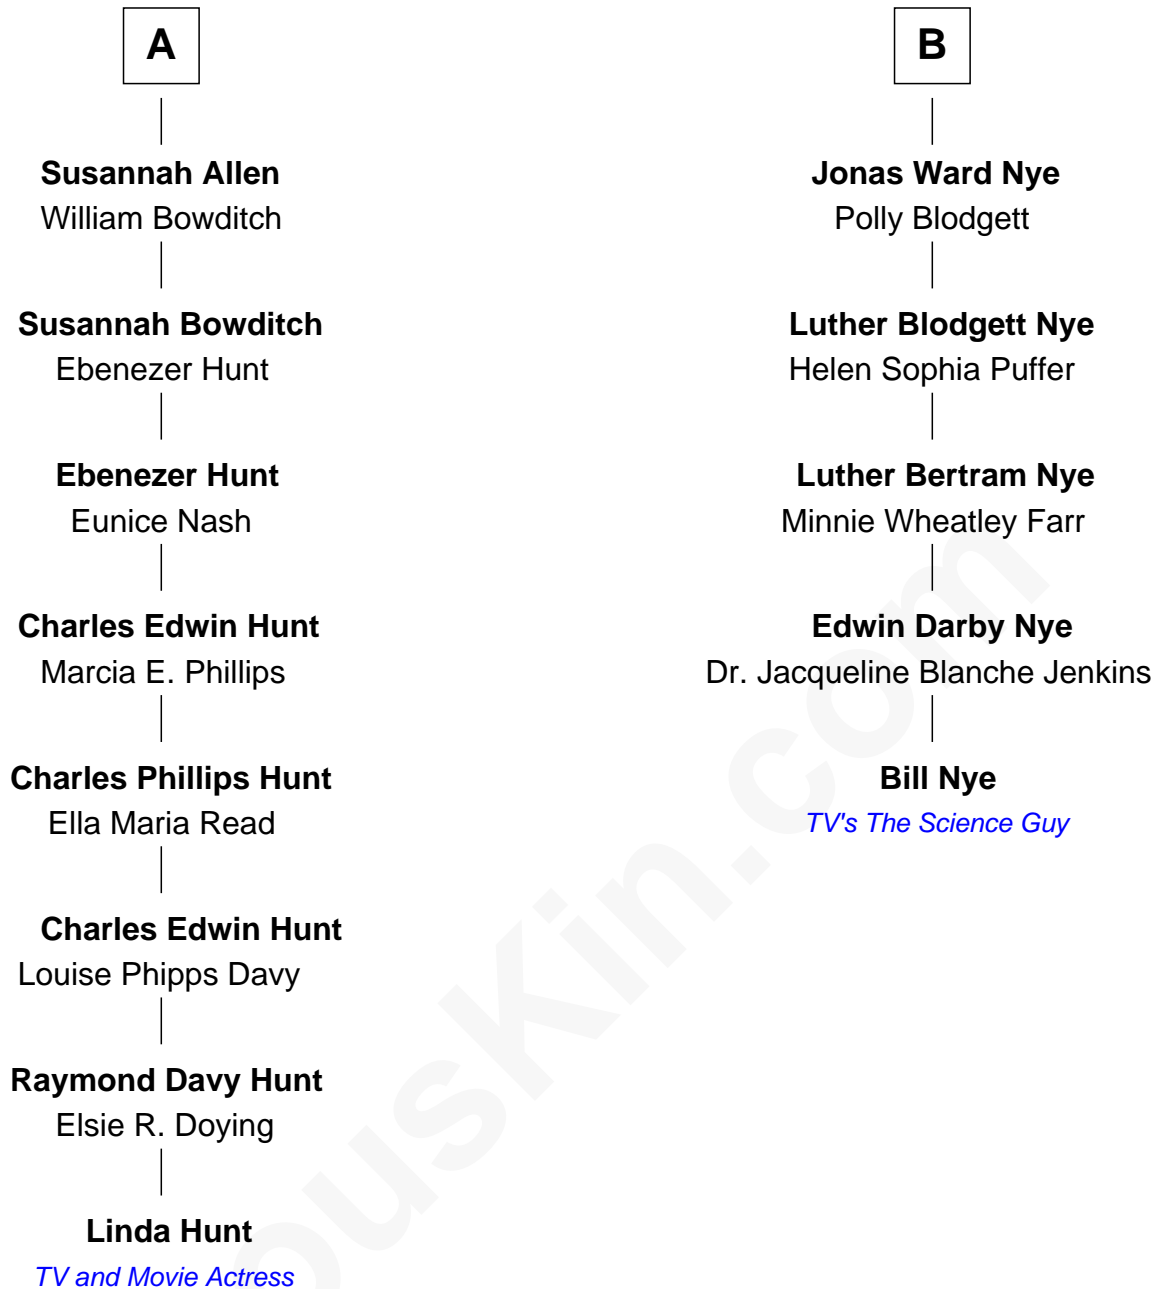 A
Susannah Allen
William Bowditch
Susannah Bowditch
Ebenezer Hunt
Ebenezer Hunt
Eunice Nash
Charles Edwin Hunt
Marcia E. Phillips
Charles Phillips Hunt
Ella Maria Read
Charles Edwin Hunt
Louise Phipps Davy
Raymond Davy Hunt
Elsie R. Doying
Linda Hunt
TV and Movie Actress
B
Jonas Ward Nye
Polly Blodgett
Luther Blodgett Nye
Helen Sophia Puffer
Luther Bertram Nye
Minnie Wheatley Farr
Edwin Darby Nye
Dr. Jacqueline Blanche Jenkins
Bill Nye
TV's The Science Guy
ousKin.com